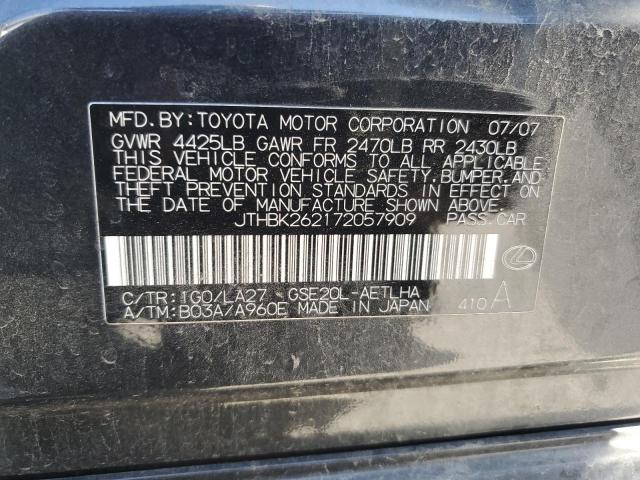 MFD. BY: TOYOTA MOTOR CORPORATION 07/07
GVWR 4425LB GAWR FR 2470LB RR 2430LB
THIS VEHICLE CONFORMS TO ALL APPLICABLE
FEDERAL MOTOR VEHICLE SAFETY, BUMPER, AND
THEFT PREVENTION STANDARDS IN EFFECT ON
THE DATE OF MANUFACTURE SHOWN ABOVE.
JTHBK262172057909 PASS. CAR
C/TR: 1G0/LA27 GSE20L-AETLHA
A/TM: B03A/A960E MADE IN JAPAN 410 A